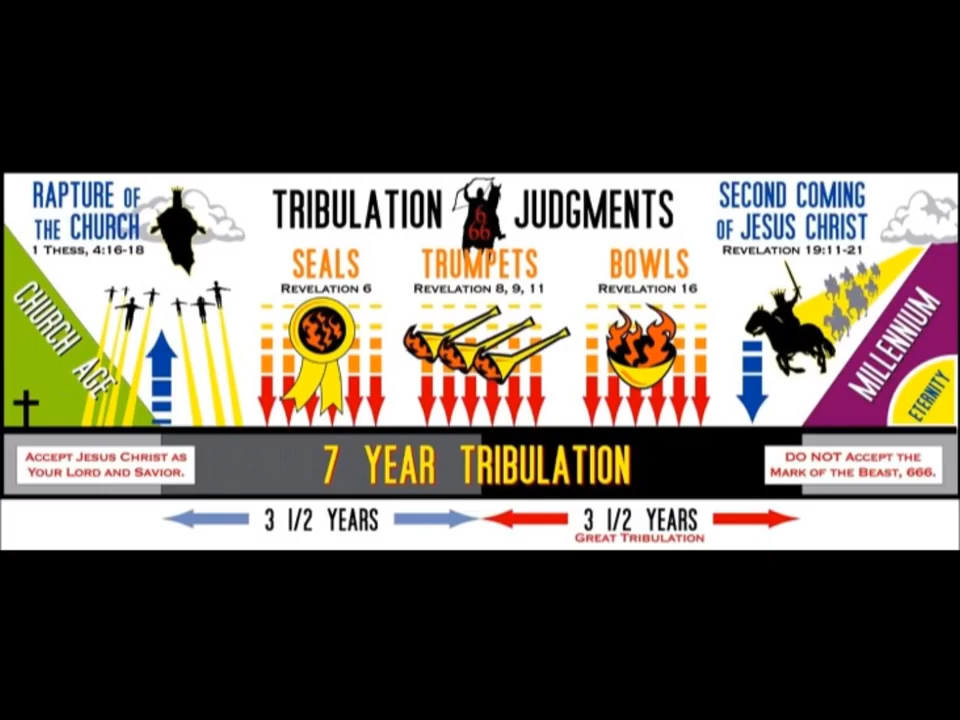 RAPTURE OF
THE CHURCH
1 THESS, 4:16-18
CHURCH AGE
TRIBULATION JUDGMENTS
6
66
SEALS
REVELATION 6
TRUMPETS
REVELATION 8, 9, 11
BOWLS
REVELATION 16
SECOND COMING
OF JESUS CHRIST
REVELATION 19:11-21
MILLENNIUM
ETERNITY
ACCEPT JESUS CHRIST AS
YOUR LORD AND SAVIOR.
7 YEAR TRIBULATION
DO NOT ACCEPT THE
MARK OF THE BEAST, 666.
3 1/2 YEARS
3 1/2 YEARS
GREAT TRIBULATION